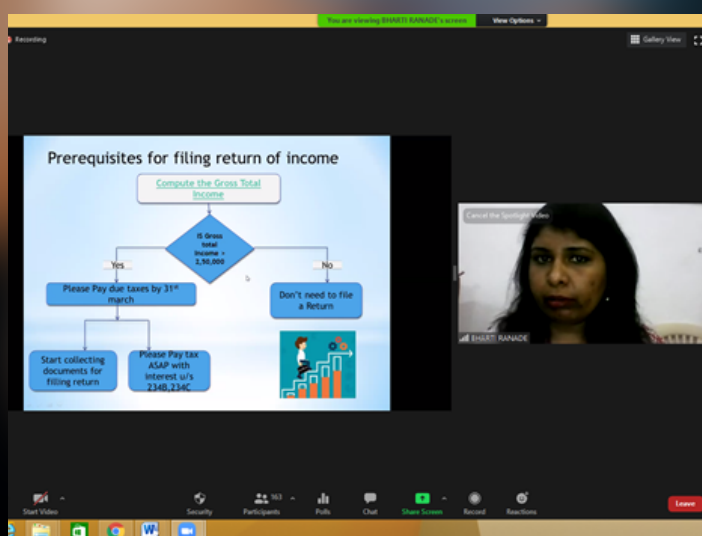 You are viewing BHARTI RANADE's screen View Options
Recording
Gallery View
Prerequisites for filing return of income
Compute the Gross Total
Income
IS Gross
total
Income >
2,50,000
Yes
No
Please Pay due taxes by 31st
march
Don't need to file
a Return
Start collecting
documents for
filling return
Please Pay tax
ASAP with
interest u/s
234B,234C
Cancel the Spotlight Video
BHARTI RANADE
163
Start Video Security Participants Polls Chat Share Screen Record Reactions Leave